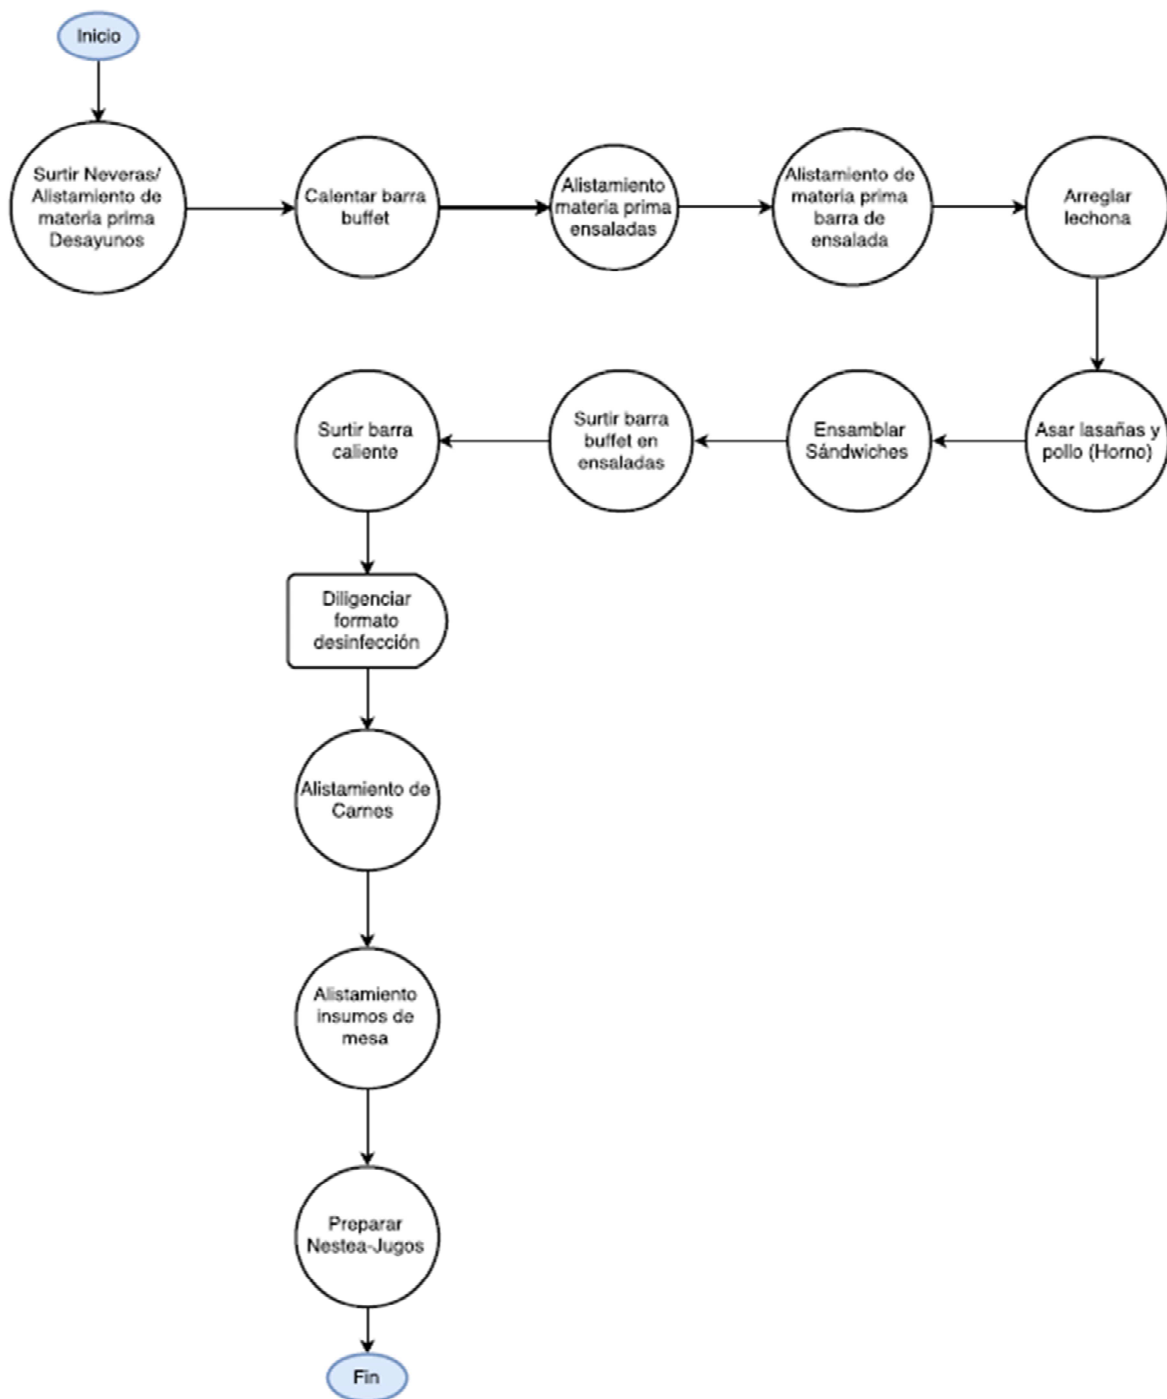 Inicio
Surtir Neveras/
Alistamiento de
materia prima
Desayunos
Calentar barra
buffet
Alistamiento
materia prima
ensaladas
Alistamiento de
materia prima
barra de
ensalada
Arreglar
lechona
Asar lasañas y
pollo (Horno)
Ensamblar
Sándwiches
Surtir barra
buffet en
ensaladas
Surtir barra
caliente
Diligenciar
formato
desinfección
Alistamiento de
Carnes
Alistamiento
insumos de
mesa
Preparar
Nestea-Jugos
Fin